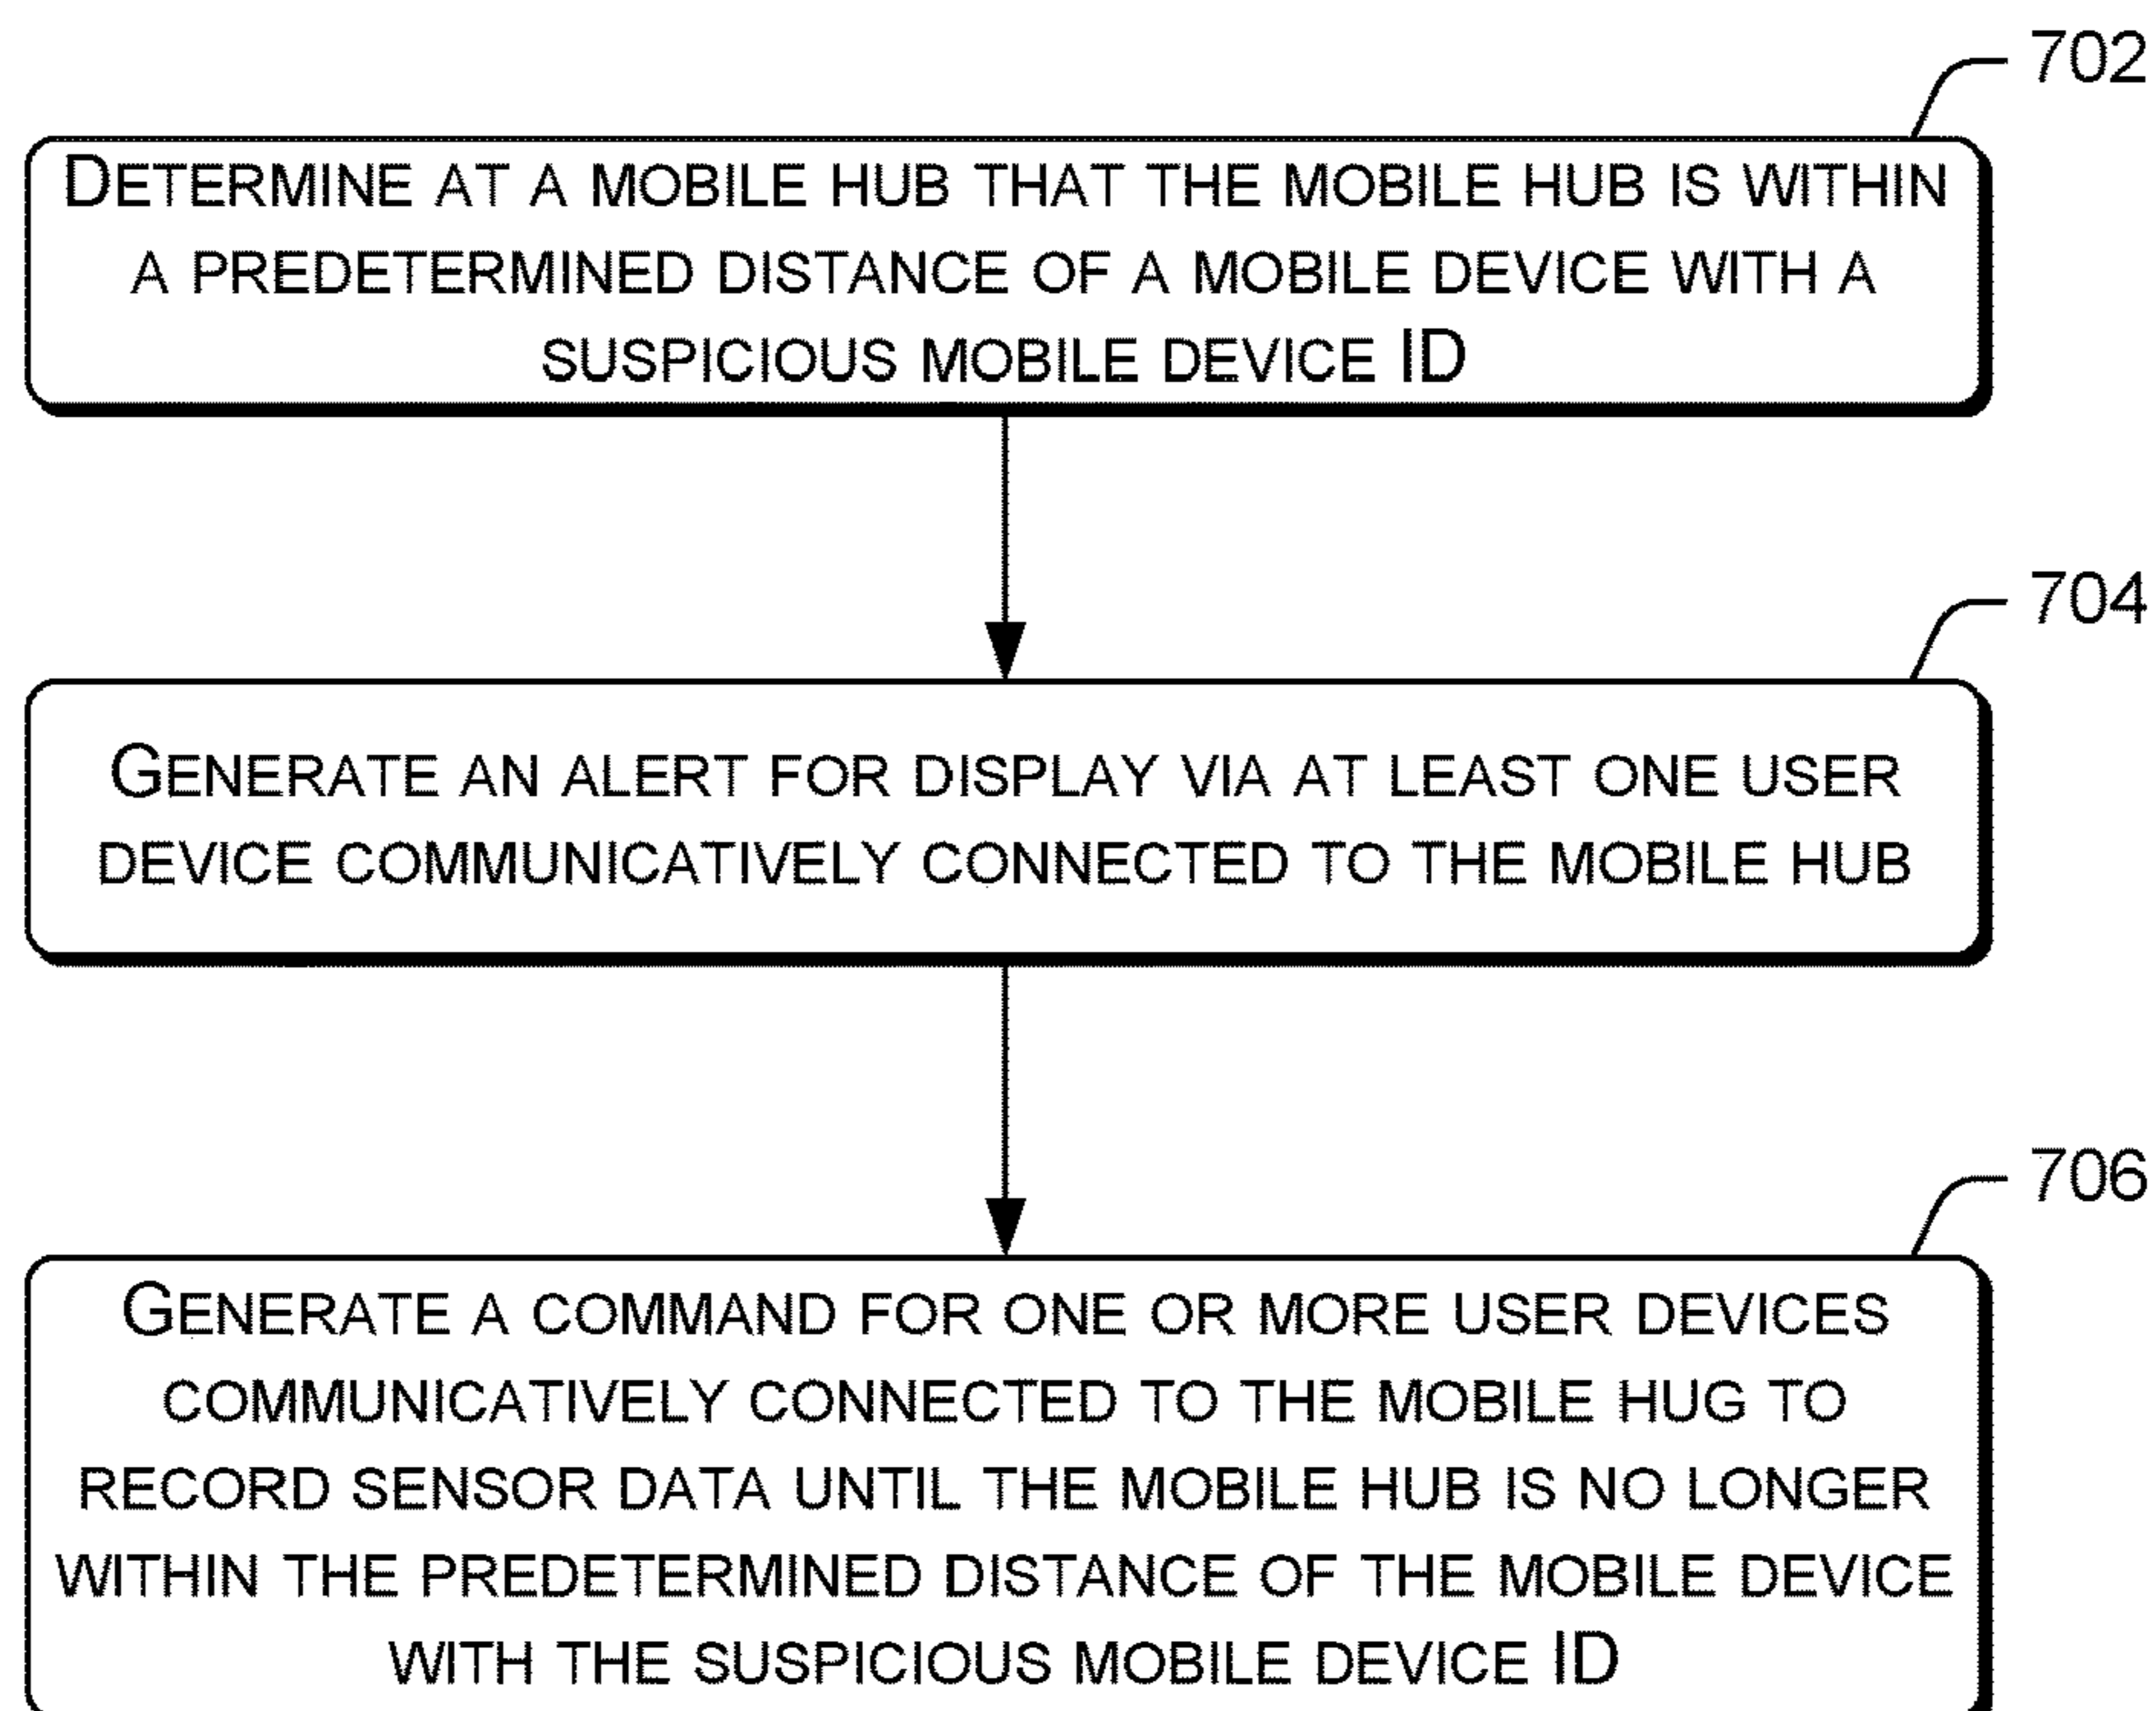 702
DETERMINE AT A MOBILE HUB THAT THE MOBILE HUB IS WITHIN
A PREDETERMINED DISTANCE OF A MOBILE DEVICE WITH A
SUSPICIOUS MOBILE DEVICE ID
704
GENERATE AN ALERT FOR DISPLAY VIA AT LEAST ONE USER
DEVICE COMMUNICATIVELY CONNECTED TO THE MOBILE HUB
706
GENERATE A COMMAND FOR ONE OR MORE USER DEVICES
COMMUNICATIVELY CONNECTED TO THE MOBILE HUG TO
RECORD SENSOR DATA UNTIL THE MOBILE HUB IS NO LONGER
WITHIN THE PREDETERMINED DISTANCE OF THE MOBILE DEVICE
WITH THE SUSPICIOUS MOBILE DEVICE ID